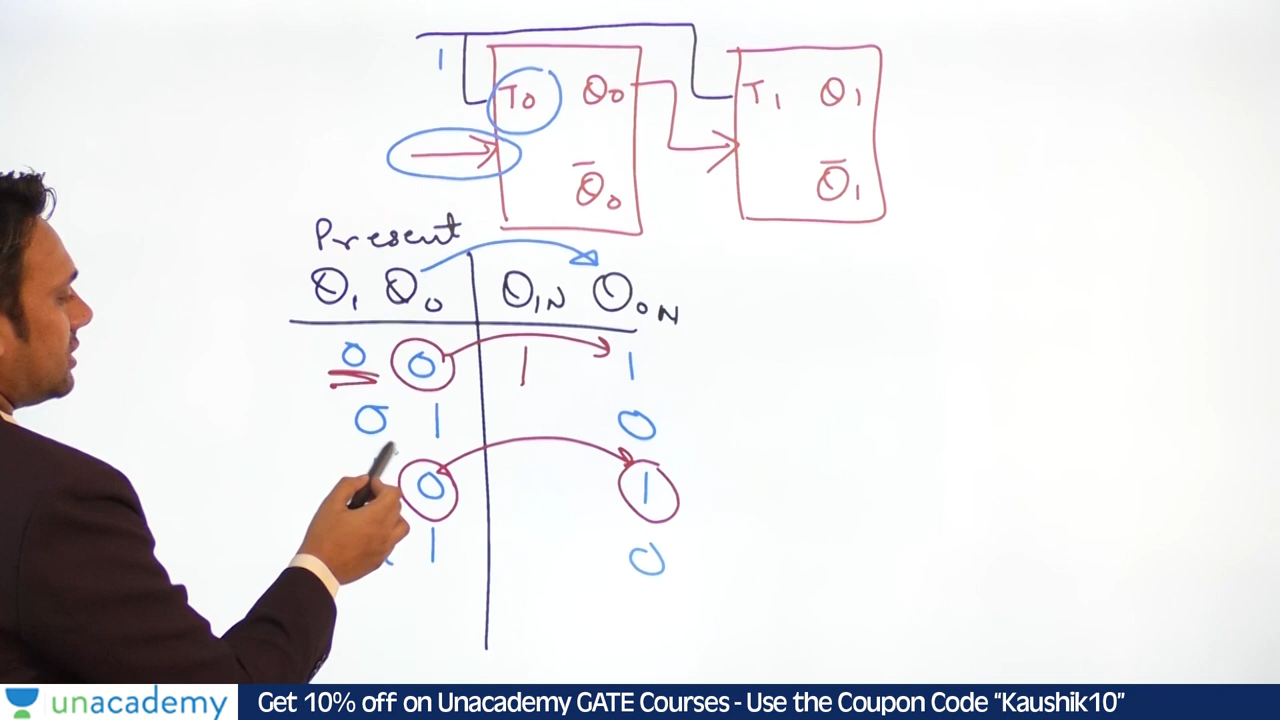 1
T0 Q0 T1 Q1
Q̄0 Q̄1
Present
Q1 Q0 Q1N Q0N
0 0 1 1
0 1 0
0 1
1 0
unacademy
Get 10% off on Unacademy GATE Courses - Use the Coupon Code “Kaushik10”